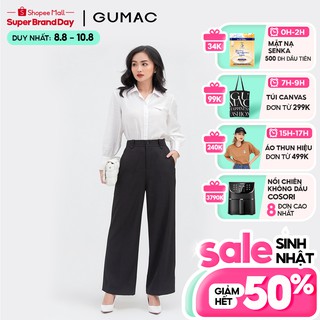 Shopee Mall
Super Brand Day
GUMAC
DUY NHẤT: 8.8 - 10.8
34K
0H-2H
MẶT NẠ
SENKA
500 DH ĐẦU TIÊN
99K
7H-9H
TÚI CANVAS
ĐƠN TỪ 299K
240K
15H-17H
ÁO THUN HIỆU
ĐƠN TỪ 499K
3790K
NỒI CHIÊN
KHÔNG DẦU
COSORI
8 ĐƠN CAO
NHẤT
sale SINH
NHẬT
GIẢM
HẾT 50%